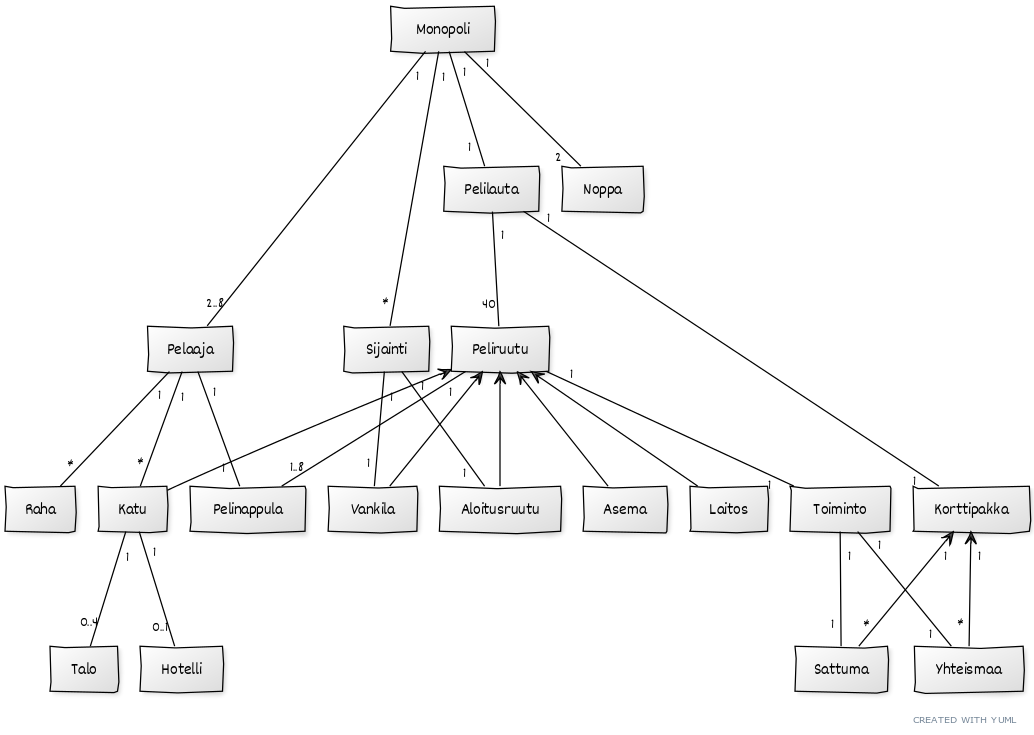 Monopoli
1 1 1 1
1 2
Pelilauta Noppa
1 1
2..8 * 40
Pelaaja Sijainti Peliruutu
1 1 1 1 1 1 1
* * 1 1..8 1 1 1 1
Raha Katu Pelinappula Vankila Aloitusruutu Asema Laitos Toiminto Korttipakka
1 1 1 1 1 1
0..4 0..1 1 * 1 *
Talo Hotelli Sattuma Yhteismaa
CREATED WITH YUML